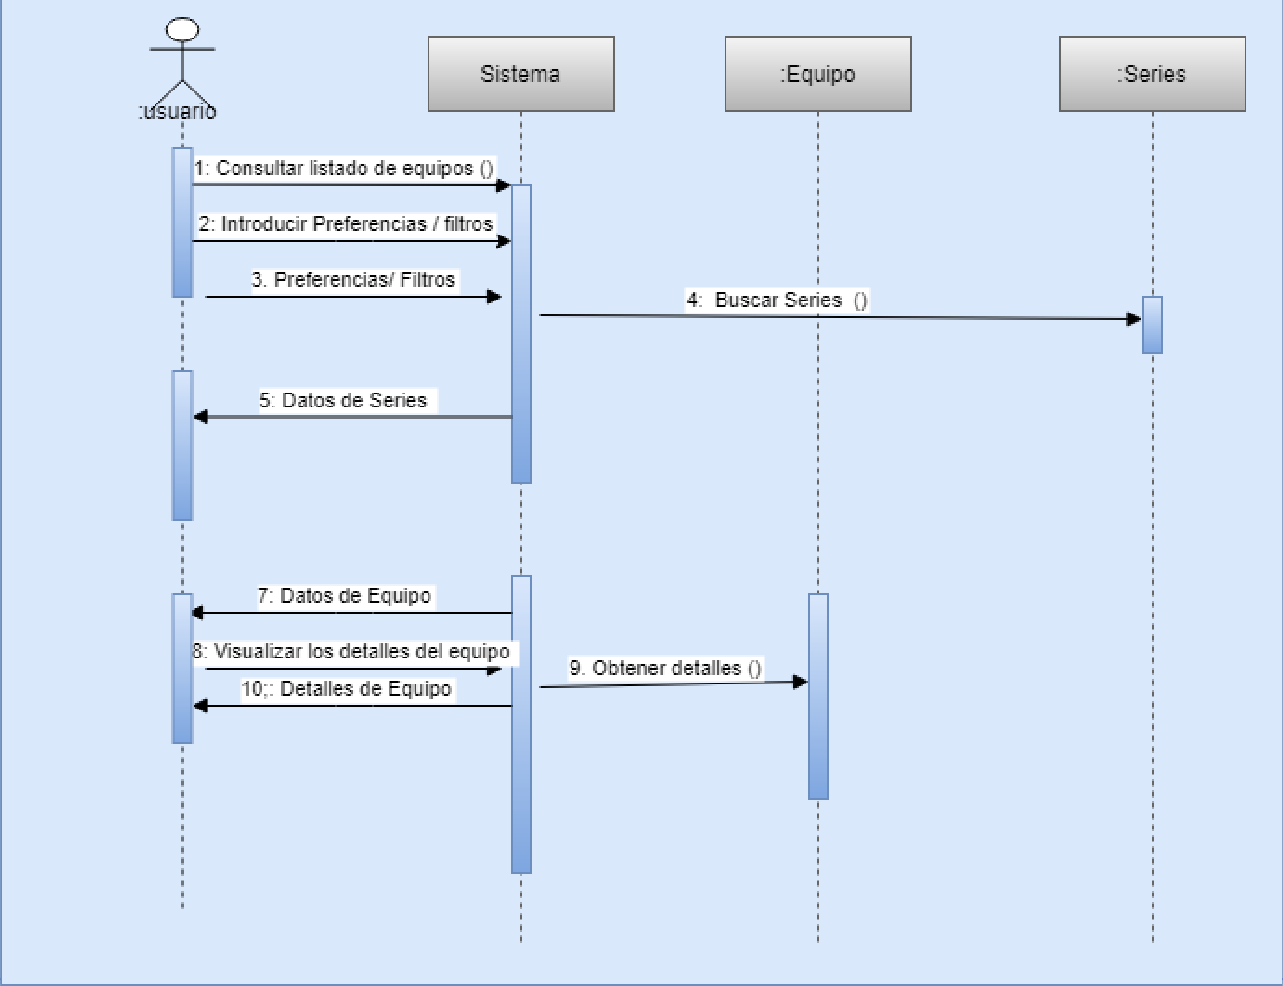 :usuario
Sistema
:Equipo
:Series
1: Consultar listado de equipos ()
2: Introducir Preferencias / filtros
3. Preferencias/ Filtros
4:  Buscar Series  ()
5: Datos de Series
7: Datos de Equipo
8: Visualizar los detalles del equipo
9. Obtener detalles ()
10;: Detalles de Equipo